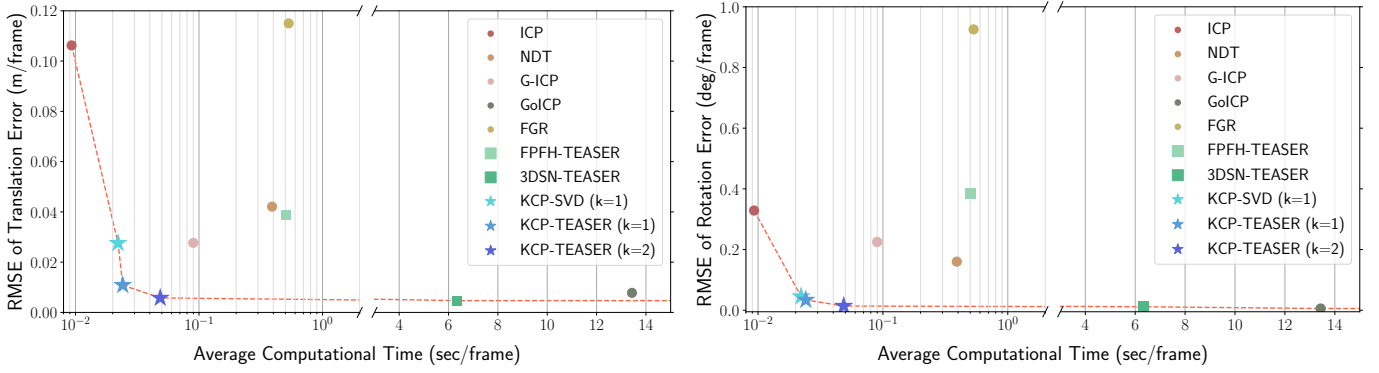 RMSE of Translation Error (m/frame)
0.12
0.10
0.08
0.06
0.04
0.02
0.00
10⁻²
10⁻¹
10⁰
4
6
8
10
12
14
Average Computational Time (sec/frame)
ICP
NDT
G-ICP
GoICP
FGR
FPFH-TEASER
3DSN-TEASER
KCP-SVD (k=1)
KCP-TEASER (k=1)
KCP-TEASER (k=2)
RMSE of Rotation Error (deg/frame)
1.0
0.8
0.6
0.4
0.2
0.0
10⁻²
10⁻¹
10⁰
4
6
8
10
12
14
Average Computational Time (sec/frame)
ICP
NDT
G-ICP
GoICP
FGR
FPFH-TEASER
3DSN-TEASER
KCP-SVD (k=1)
KCP-TEASER (k=1)
KCP-TEASER (k=2)